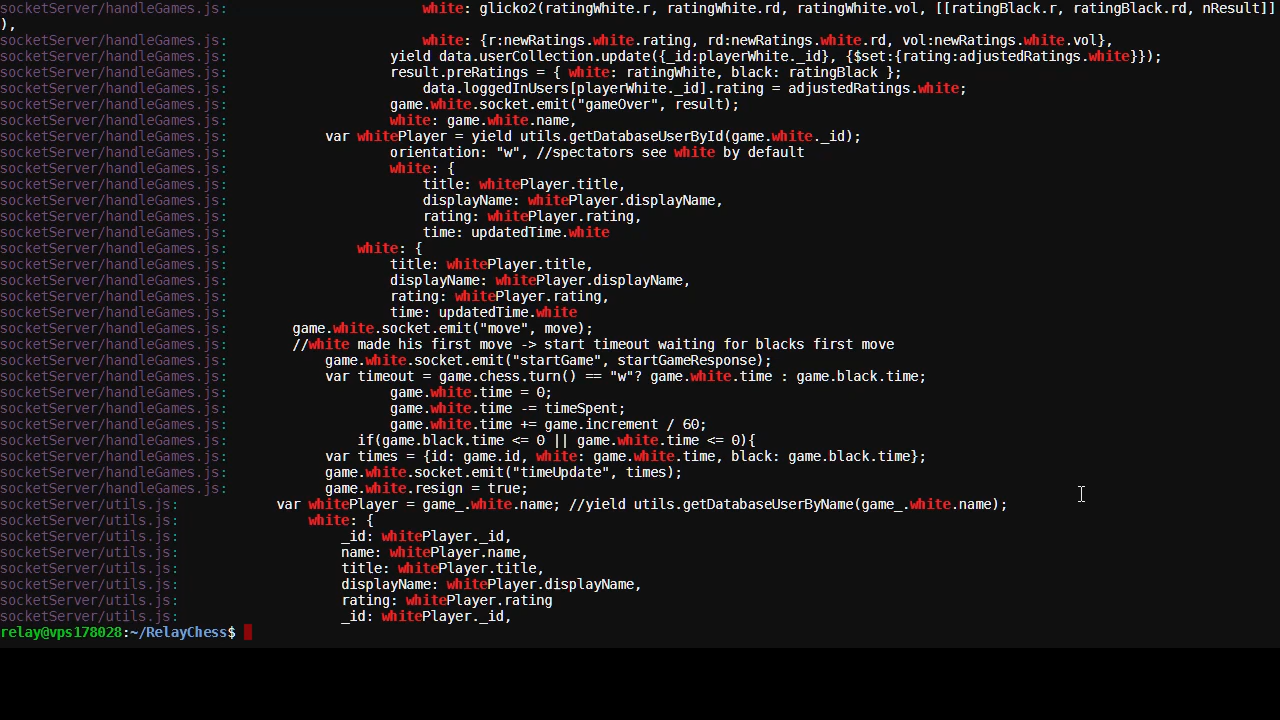 socketServer/handleGames.js:                        white: glicko2(ratingWhite.r, ratingWhite.rd, ratingWhite.vol, [[ratingBlack.r, ratingBlack.rd, nResult]]
),
socketServer/handleGames.js:                        white: {r:newRatings.white.rating, rd:newRatings.white.rd, vol:newRatings.white.vol},
socketServer/handleGames.js:                    yield data.userCollection.update({_id:playerWhite._id}, {$set:{rating:adjustedRatings.white}});
socketServer/handleGames.js:                    result.preRatings = { white: ratingWhite, black: ratingBlack };
socketServer/handleGames.js:                        data.loggedInUsers[playerWhite._id].rating = adjustedRatings.white;
socketServer/handleGames.js:                    game.white.socket.emit("gameOver", result);
socketServer/handleGames.js:                    white: game.white.name,
socketServer/handleGames.js:            var whitePlayer = yield utils.getDatabaseUserById(game.white._id);
socketServer/handleGames.js:                    orientation: "w", //spectators see white by default
socketServer/handleGames.js:                    white: {
socketServer/handleGames.js:                        title: whitePlayer.title,
socketServer/handleGames.js:                        displayName: whitePlayer.displayName,
socketServer/handleGames.js:                        rating: whitePlayer.rating,
socketServer/handleGames.js:                        time: updatedTime.white
socketServer/handleGames.js:                white: {
socketServer/handleGames.js:                    title: whitePlayer.title,
socketServer/handleGames.js:                    displayName: whitePlayer.displayName,
socketServer/handleGames.js:                    rating: whitePlayer.rating,
socketServer/handleGames.js:                    time: updatedTime.white
socketServer/handleGames.js:        game.white.socket.emit("move", move);
socketServer/handleGames.js:        //white made his first move -> start timeout waiting for blacks first move
socketServer/handleGames.js:            game.white.socket.emit("startGame", startGameResponse);
socketServer/handleGames.js:            var timeout = game.chess.turn() == "w"? game.white.time : game.black.time;
socketServer/handleGames.js:                    game.white.time = 0;
socketServer/handleGames.js:                    game.white.time -= timeSpent;
socketServer/handleGames.js:                    game.white.time += game.increment / 60;
socketServer/handleGames.js:                if(game.black.time <= 0 || game.white.time <= 0){
socketServer/handleGames.js:            var times = {id: game.id, white: game.white.time, black: game.black.time};
socketServer/handleGames.js:            game.white.socket.emit("timeUpdate", times);
socketServer/handleGames.js:            game.white.resign = true;
socketServer/utils.js:            var whitePlayer = game_.white.name; //yield utils.getDatabaseUserByName(game_.white.name);
socketServer/utils.js:                white: {
socketServer/utils.js:                    _id: whitePlayer._id,
socketServer/utils.js:                    name: whitePlayer.name,
socketServer/utils.js:                    title: whitePlayer.title,
socketServer/utils.js:                    displayName: whitePlayer.displayName,
socketServer/utils.js:                    rating: whitePlayer.rating
socketServer/utils.js:                    _id: whitePlayer._id,
relay@vps178028:~/RelayChess$